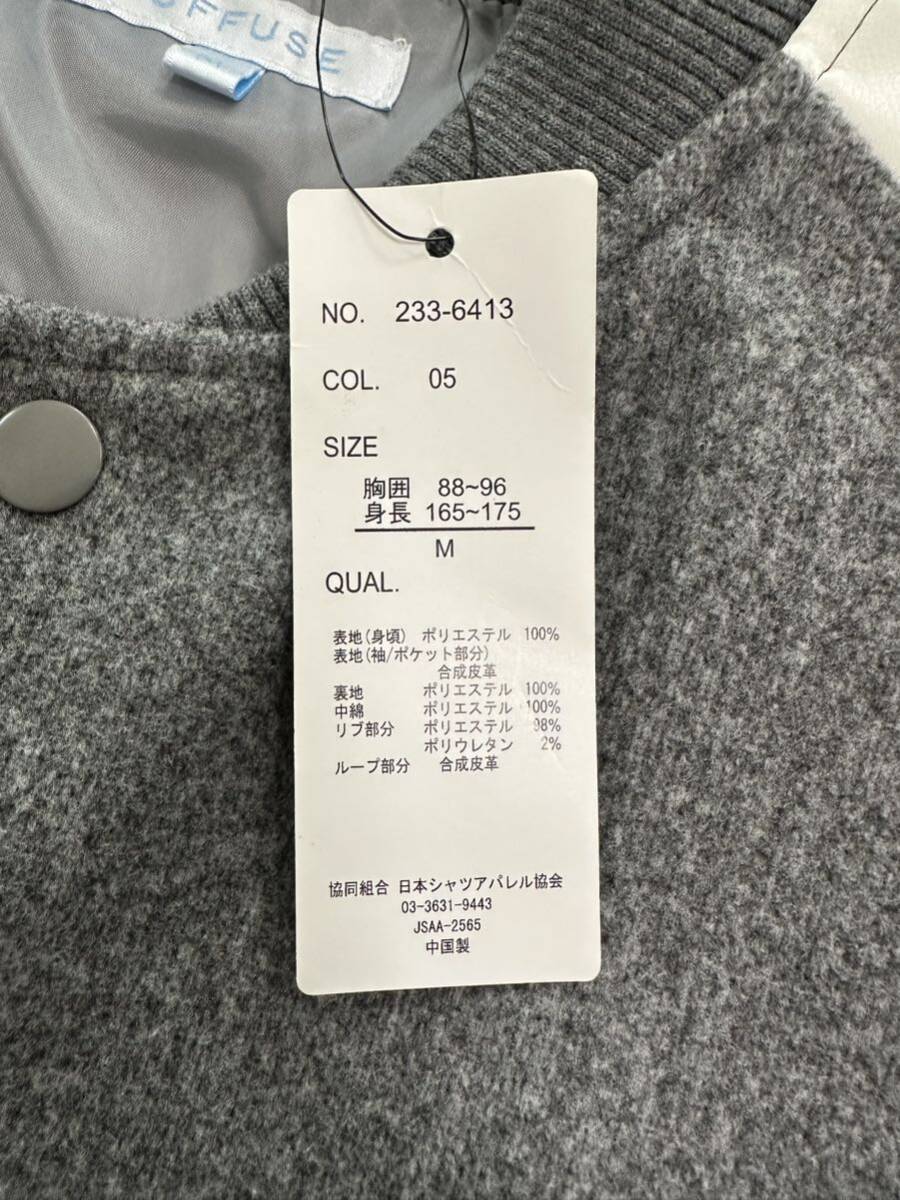 NO. 233-6413
COL. 05
SIZE
胸囲 88~96
身長 165~175
M
QUAL.
表地(身頃) ポリエステル 100%
表地(袖/ポケット部分)
合成皮革
裏地 ポリエステル 100%
中綿 ポリエステル 100%
リブ部分 ポリエステル 98%
ポリウレタン 2%
ループ部分 合成皮革
協同組合 日本シャツアパレル協会
03-3631-9443
JSAA-2565
中国製